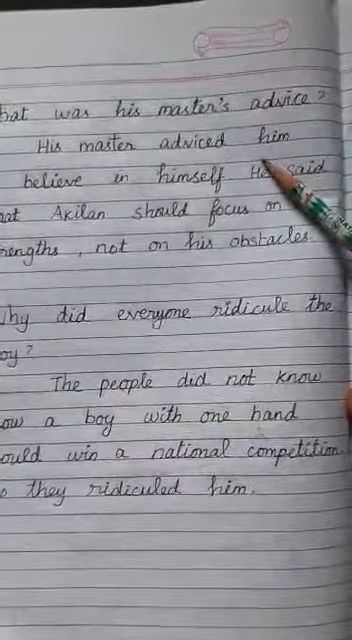 hat was his master's advice?
His master adviced him
believe in himself He said
hat Akilan should focus on
rengths, not on his obstacles
hy did everyone ridicule the
oy?
The people did not know
ow a boy with one hand
ould win a national competition
o they ridiculed him.